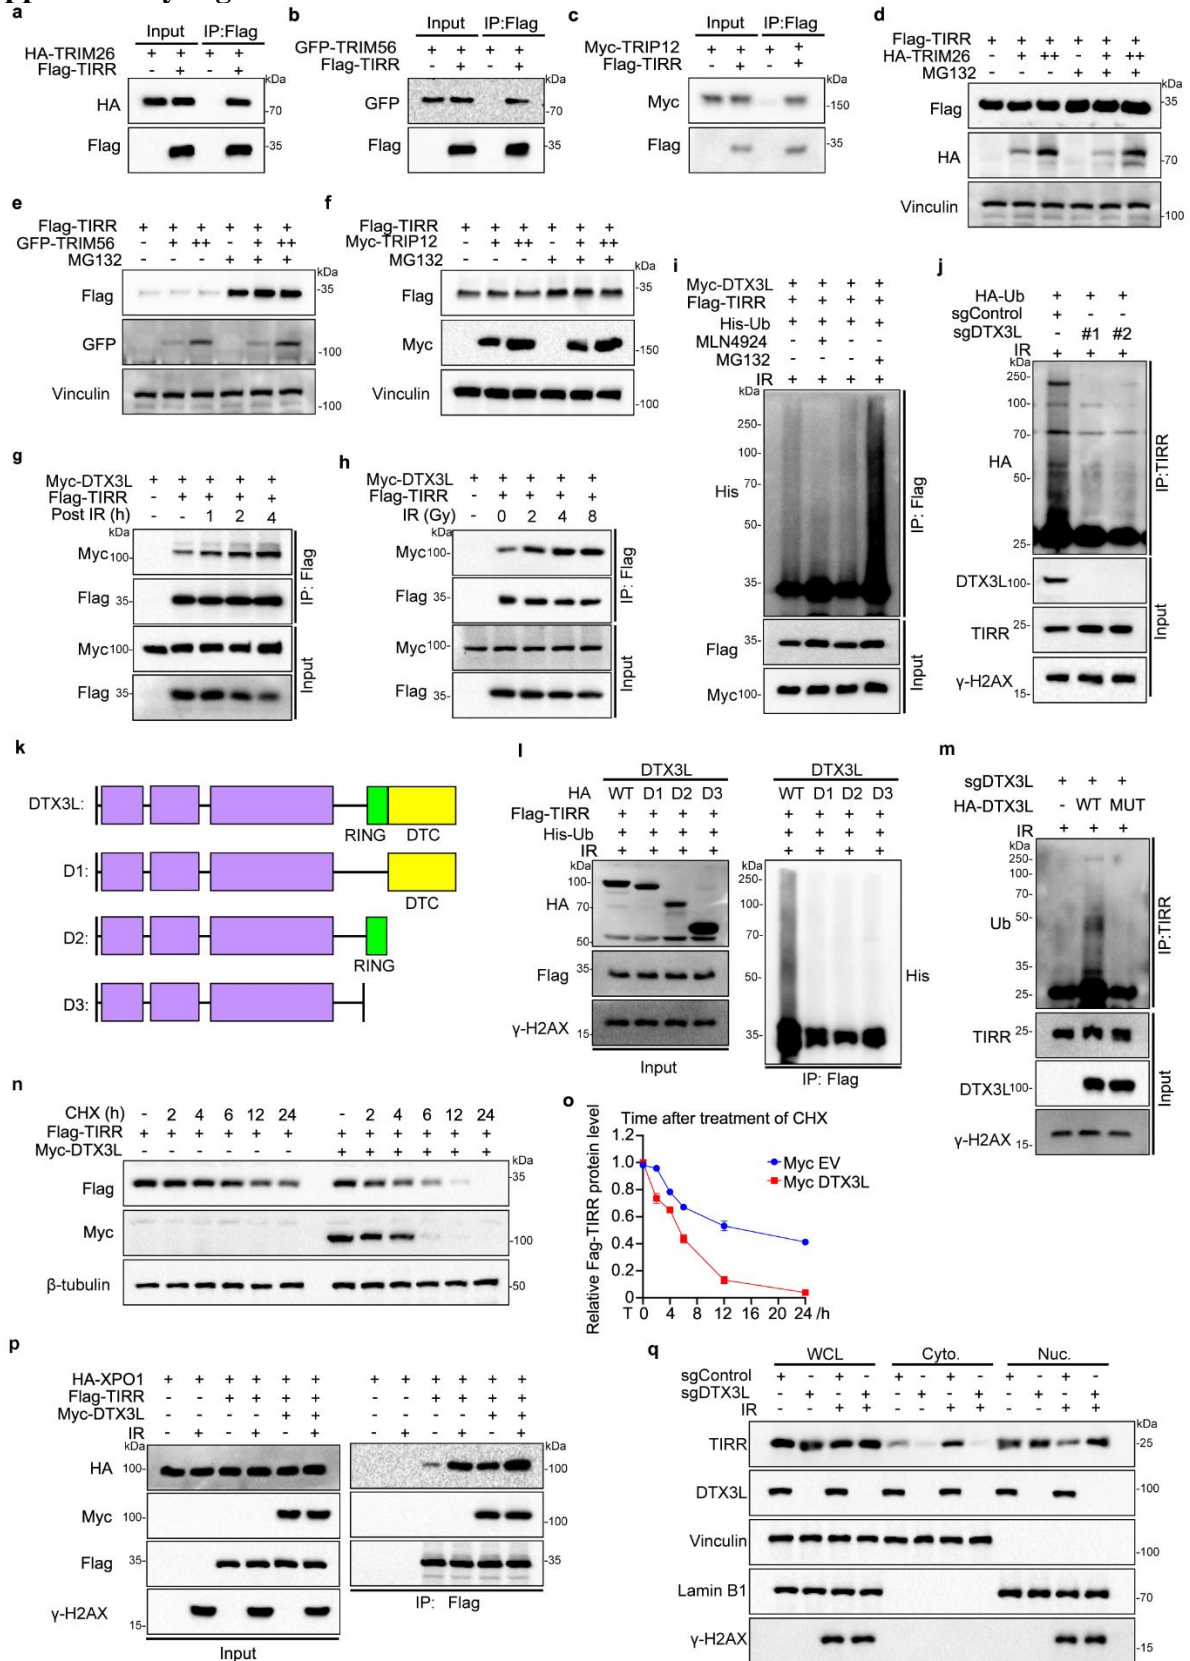 a
Input IP:Flag
HA-TRIM26 + + + +
Flag-TIRR - + - +
kDa
HA -70
Flag -35
b
Input IP:Flag
GFP-TRIM56 + + + +
Flag-TIRR - + - +
kDa
GFP -70
Flag -35
c
Input IP:Flag
Myc-TRIP12 + + + +
Flag-TIRR - + - +
kDa
Myc -150
Flag -35
d
Flag-TIRR + + + + + +
HA-TRIM26 - + ++ - + ++
MG132 - - - + + +
kDa
Flag -35
HA -70
Vinculin -100
e
Flag-TIRR + + + + + +
GFP-TRIM56 - + ++ - + ++
MG132 - - - + + +
kDa
Flag -35
GFP -100
Vinculin -100
f
Flag-TIRR + + + + + +
Myc-TRIP12 - + ++ - + ++
MG132 - - - + + +
kDa
Flag -35
Myc -150
Vinculin -100
g
Myc-DTX3L + + + + +
Flag-TIRR - + + + +
Post IR (h) - - 1 2 4
kDa
Myc 100-
Flag 35-
IP: Flag
Myc 100-
Flag 35-
Input
h
Myc-DTX3L + + + + +
Flag-TIRR - + + + +
IR (Gy) - 0 2 4 8
kDa
Myc 100-
Flag 35-
IP: Flag
Myc 100-
Flag 35-
Input
i
Myc-DTX3L + + + +
Flag-TIRR + + + +
His-Ub + + + +
MLN4924 - + - -
MG132 - - - +
IR + + + +
kDa
250-
100-
70-
His
50-
35-
IP: Flag
Flag 35-
Myc 100-
Input
j
HA-Ub + + +
sgControl + - -
sgDTX3L - #1 #2
IR + + +
kDa
250-
100-
70-
HA
50-
25-
IP:TIRR
DTX3L 100-
TIRR 25-
γ-H2AX 15-
Input
k
DTX3L:
RING DTC
D1:
DTC
D2:
RING
D3:
l
DTX3L
HA WT D1 D2 D3
Flag-TIRR + + + +
His-Ub + + + +
IR + + + +
kDa
100-
HA 70-
50-
Flag 35-
γ-H2AX 15-
Input
DTX3L
WT D1 D2 D3
+ + + +
+ + + +
+ + + +
kDa
250-
100-
70-
His
50-
35-
IP: Flag
m
sgDTX3L + + +
HA-DTX3L - WT MUT
IR + + +
kDa
250-
100-
Ub 50-
35-
25-
IP:TIRR
TIRR 25-
DTX3L 100-
γ-H2AX 15-
Input
n
CHX (h) - 2 4 6 12 24 - 2 4 6 12 24
Flag-TIRR + + + + + + + + + + + +
Myc-DTX3L - - - - - - + + + + + +
kDa
Flag -35
Myc -100
β-tubulin -50
o
Time after treatment of CHX
Relative Fag-TIRR protein level
1.2
1.0
0.8
0.6
0.4
0.2
0
T 0 4 8 12 16 20 24 /h
Myc EV
Myc DTX3L
p
HA-XPO1 + + + + + + + + + + + +
Flag-TIRR - - + + + + - - + + + +
Myc-DTX3L - - - - + + - - - - + +
IR - + - + - + - + - + - +
kDa kDa
HA 100- -100
Myc 100- -100
Flag 35- -35
γ-H2AX 15-
Input
IP: Flag
q
WCL Cyto. Nuc.
sgControl + - + - + - + - + - + -
sgDTX3L - + - + - + - + - + - +
IR - - + + - - + + - - + +
kDa
TIRR -25
DTX3L -100
Vinculin -100
Lamin B1 -70
γ-H2AX -15